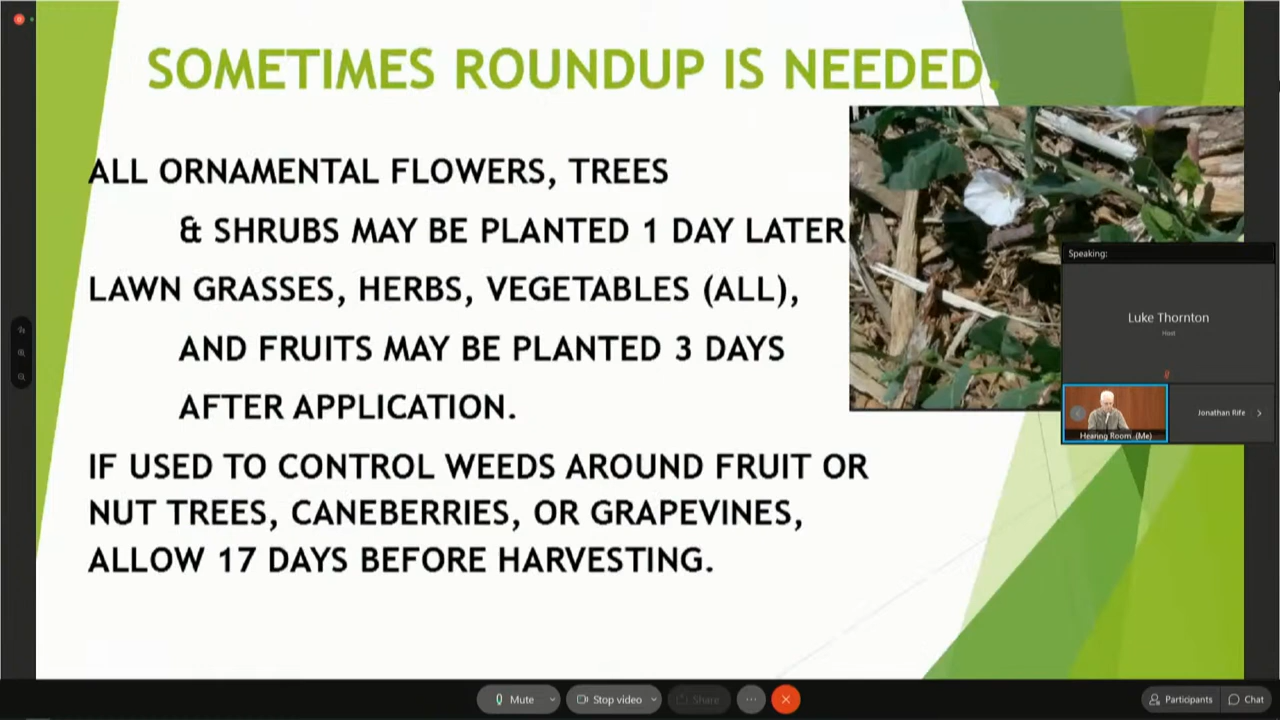 SOMETIMES ROUNDUP IS NEEDED.
ALL ORNAMENTAL FLOWERS, TREES
& SHRUBS MAY BE PLANTED 1 DAY LATER
LAWN GRASSES, HERBS, VEGETABLES (ALL),
AND FRUITS MAY BE PLANTED 3 DAYS
AFTER APPLICATION.
IF USED TO CONTROL WEEDS AROUND FRUIT OR
NUT TREES, CANEBERRIES, OR GRAPEVINES,
ALLOW 17 DAYS BEFORE HARVESTING.
Speaking:
Luke Thornton
Host
Hearing Room (Me)
Jonathan Rife
Mute
Stop video
Share
Participants
Chat